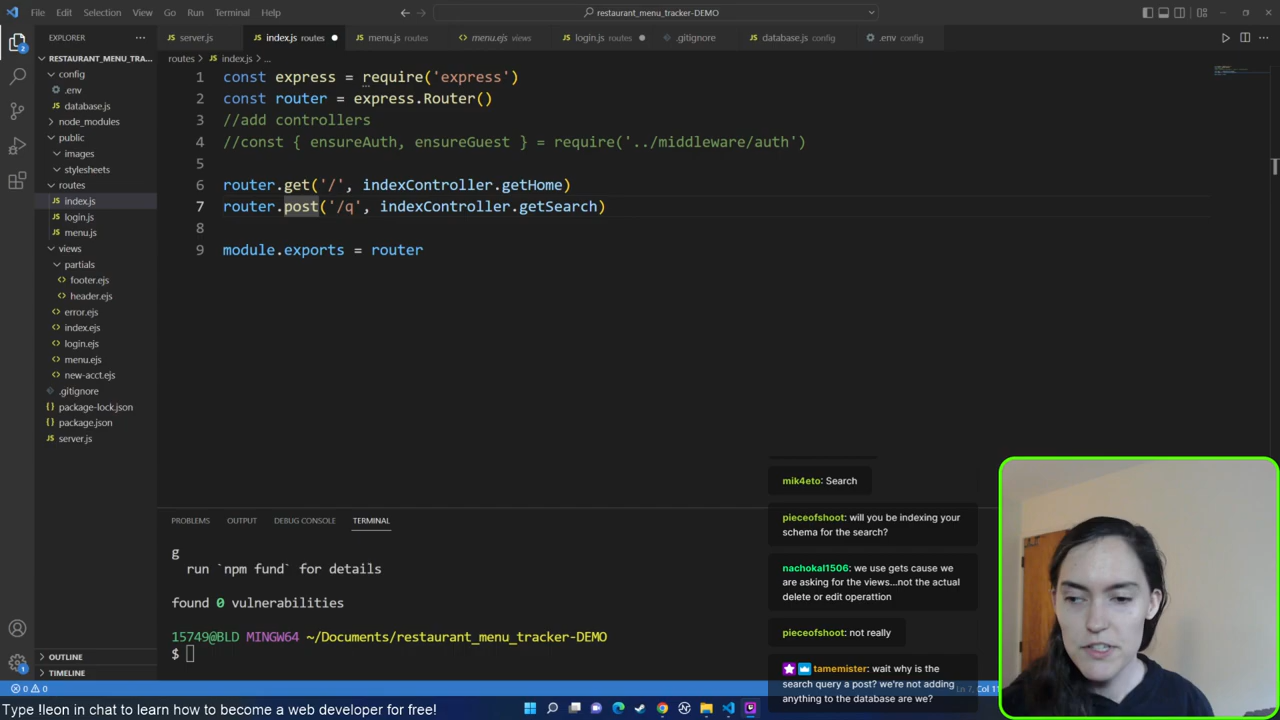 File Edit Selection View Go Run Terminal Help
restaurant_menu_tracker-DEMO
EXPLORER
server.js
index.js routes
menu.js routes
menu.ejs views
login.js routes
.gitignore
database.js config
.env config
RESTAURANT_MENU_TRA...
config
.env
database.js
node_modules
public
images
stylesheets
routes
index.js
login.js
menu.js
views
partials
footer.ejs
header.ejs
error.ejs
index.ejs
login.ejs
menu.ejs
new-acct.ejs
.gitignore
package-lock.json
package.json
server.js
OUTLINE
TIMELINE
routes > index.js > ...
1 const express = require('express')
2 const router = express.Router()
3 //add controllers
4 //const { ensureAuth, ensureGuest } = require('../middleware/auth')
5
6 router.get('/', indexController.getHome)
7 router.post('/q', indexController.getSearch)
8
9 module.exports = router
PROBLEMS OUTPUT DEBUG CONSOLE TERMINAL
g
run `npm fund` for details
found 0 vulnerabilities
15749@BLD MINGW64 ~/Documents/restaurant_menu_tracker-DEMO
$
mik4eto: Search
pieceofshoot: will you be indexing your
schema for the search?
nachokal1506: we use gets cause we
are asking for the views...not the actual
delete or edit operattion
pieceofshoot: not really
tamemister: wait why is the
search query a post? we're not adding
anything to the database are we?
2
1
0 0
Ln 7, Col 11
Type !leon in chat to learn how to become a web developer for free!